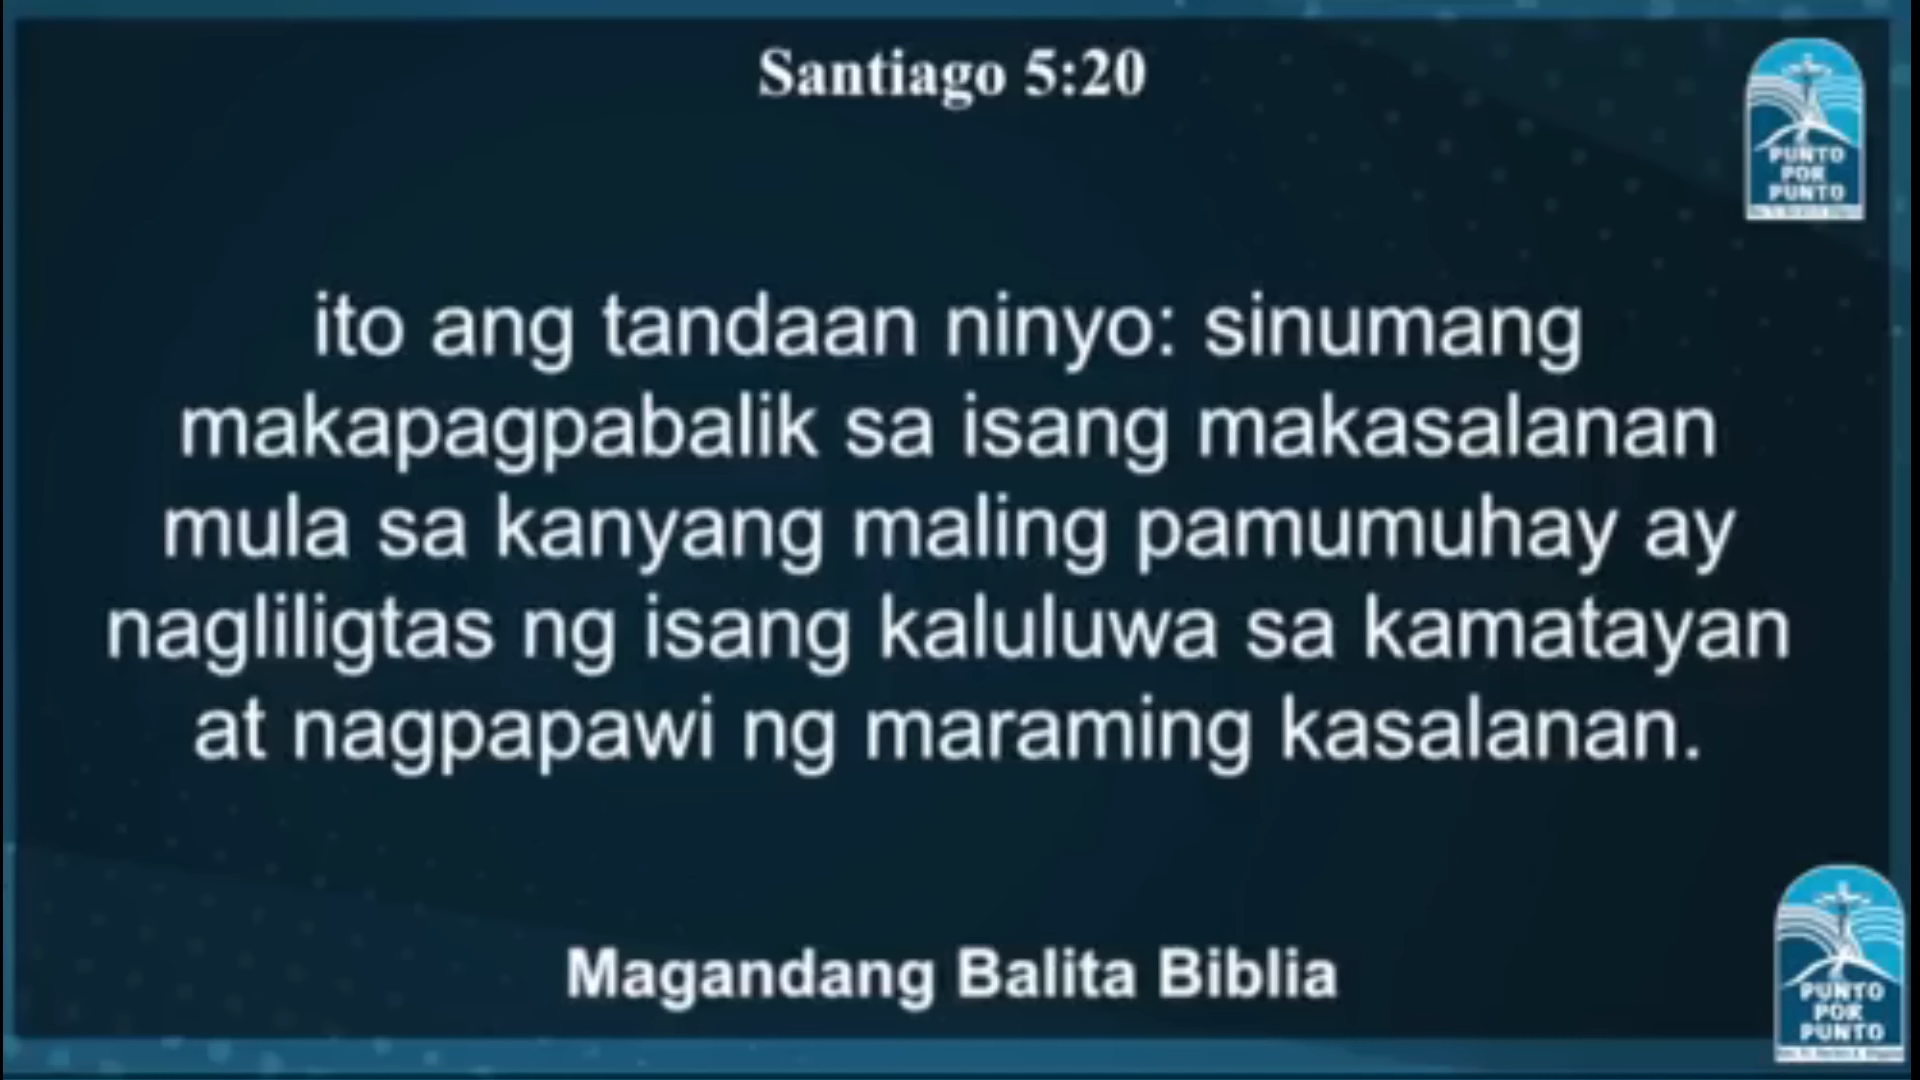 Santiago 5:20
PUNTO
POR
PUNTO
ito ang tandaan ninyo: sinumang
makapagpabalik sa isang makasalanan
mula sa kanyang maling pamumuhay ay
nagliligtas ng isang kaluluwa sa kamatayan
at nagpapawi ng maraming kasalanan.
Magandang Balita Biblia
PUNTO
POR
PUNTO